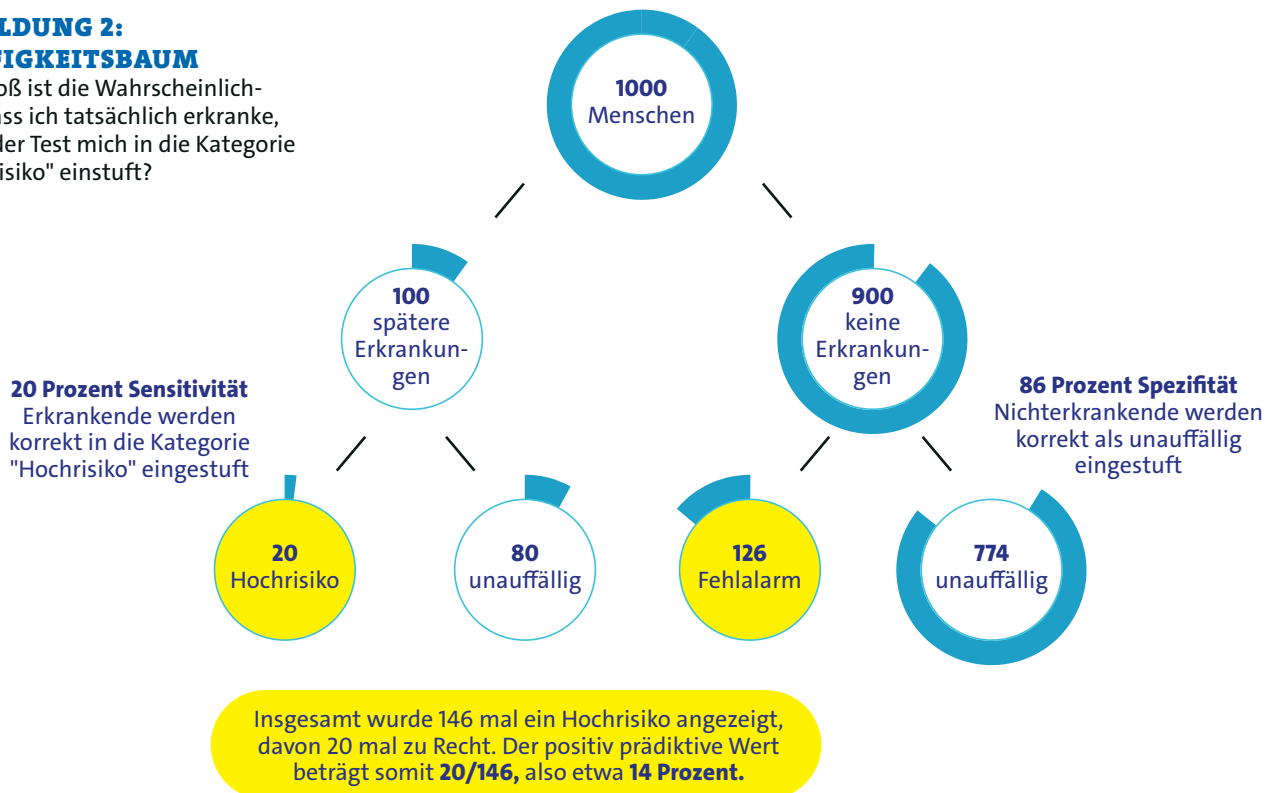 LDUNG 2:
FIGKEITSBAUM
oß ist die Wahrscheinlich-
ss ich tatsächlich erkranke,
der Test mich in die Kategorie
isiko" einstuft?
1000
Menschen
100
spätere
Erkrankun-
gen
900
keine
Erkrankun-
gen
20 Prozent Sensitivität
Erkrankende werden
korrekt in die Kategorie
"Hochrisiko" eingestuft
86 Prozent Spezifität
Nichterkrankende werden
korrekt als unauffällig
eingestuft
20
Hochrisiko
80
unauffällig
126
Fehlalarm
774
unauffällig
Insgesamt wurde 146 mal ein Hochrisiko angezeigt,
davon 20 mal zu Recht. Der positiv prädiktive Wert
beträgt somit 20/146, also etwa 14 Prozent.